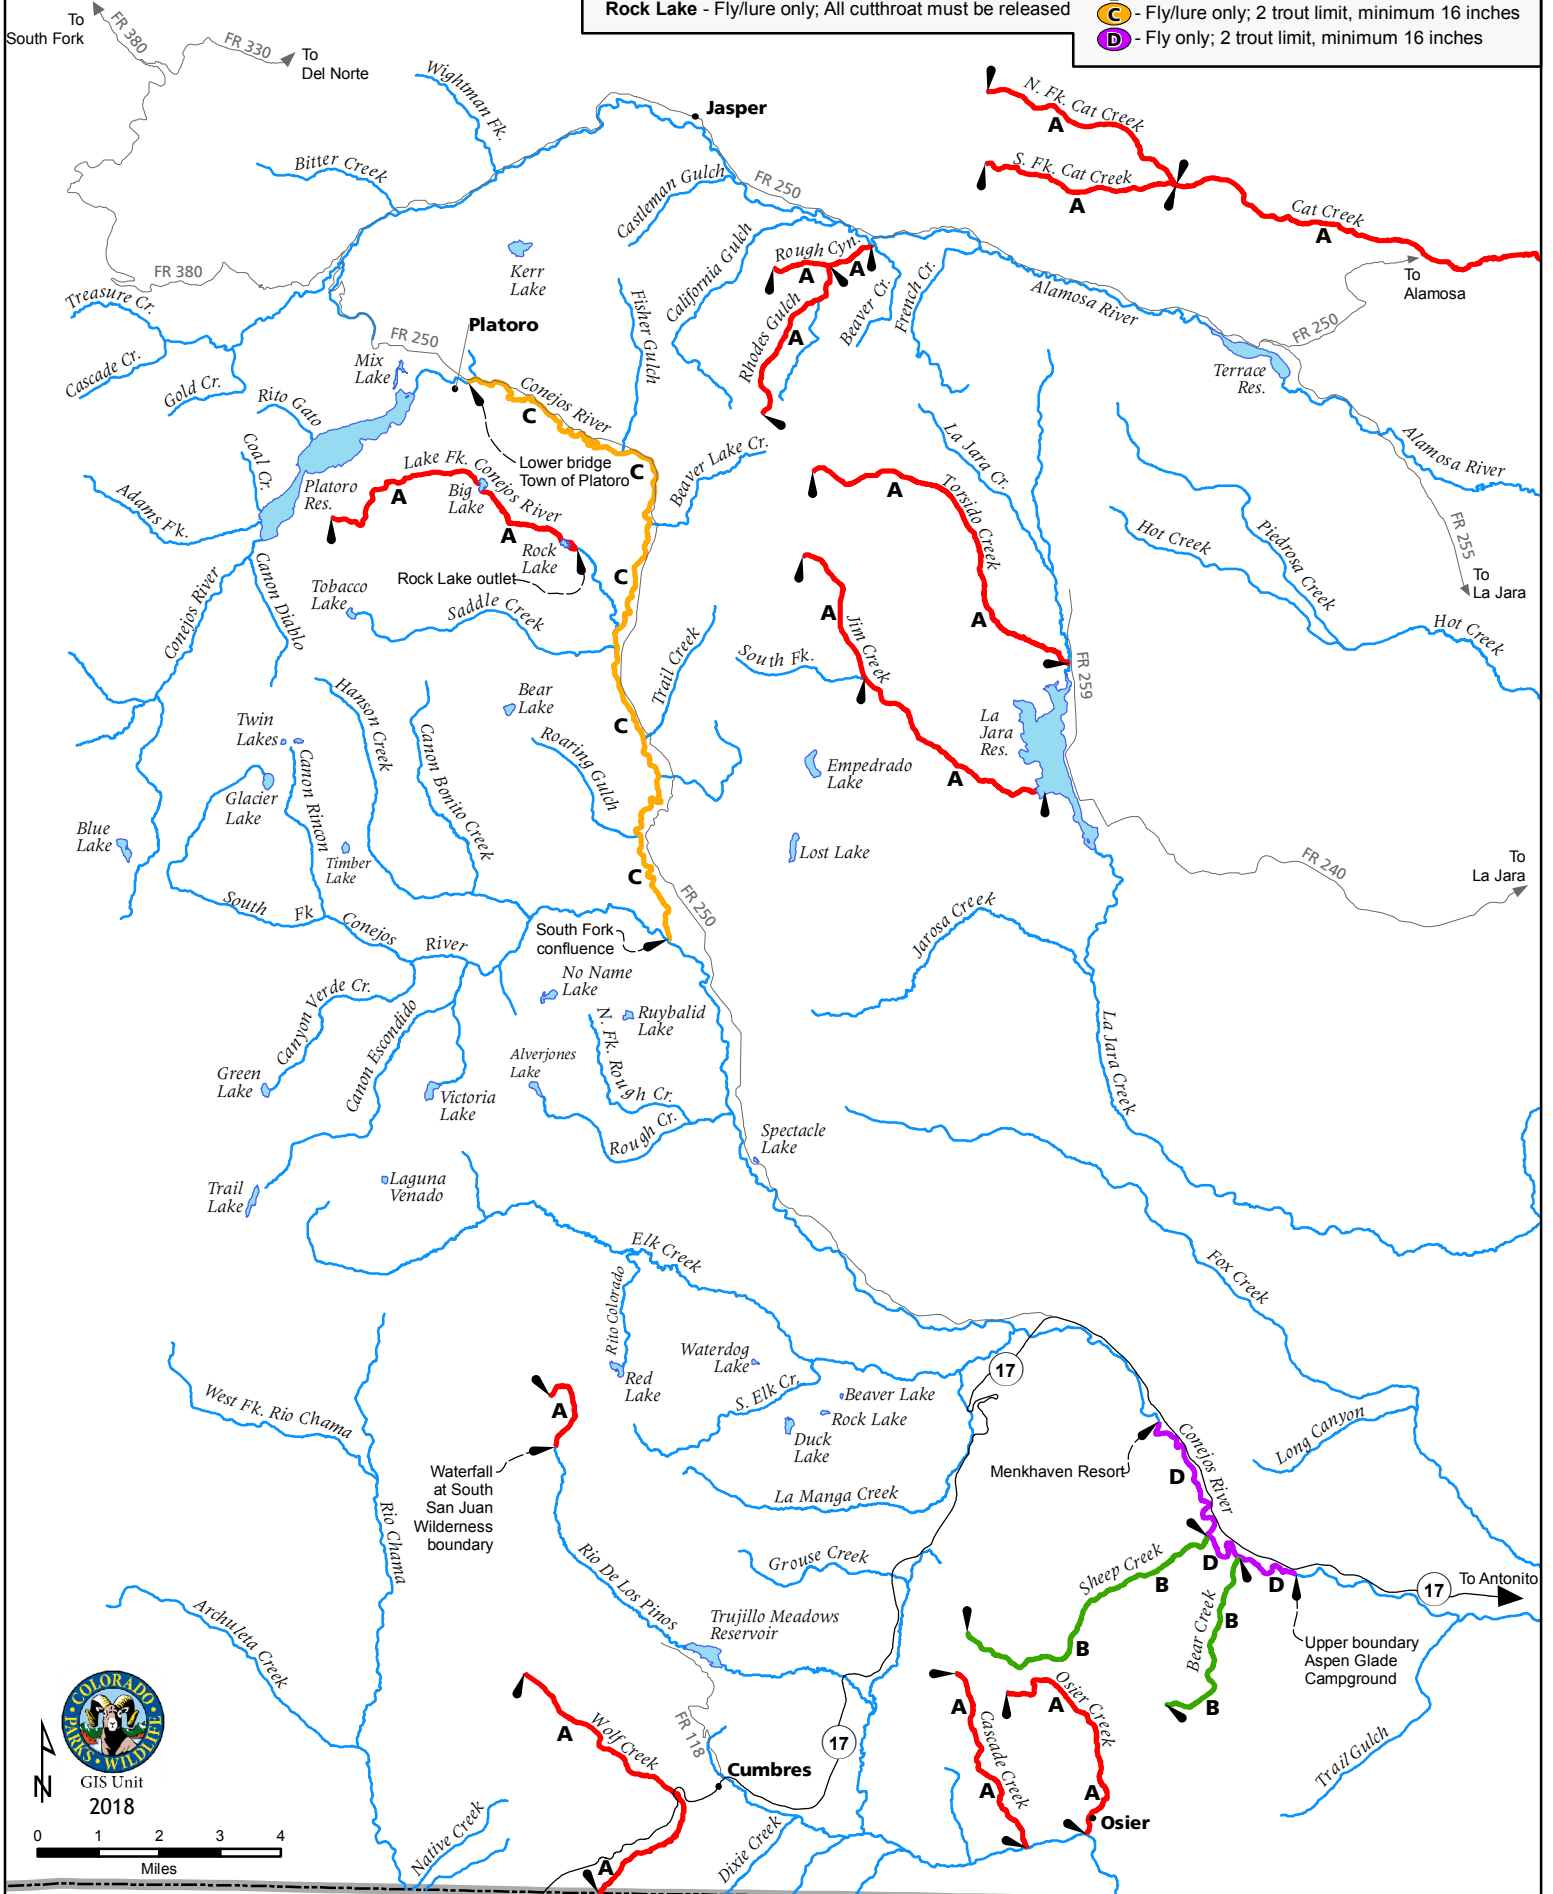 Rock Lake - Fly/lure only; All cutthroat must be released
C - Fly/lure only; 2 trout limit, minimum 16 inches
D - Fly only; 2 trout limit, minimum 16 inches
To
South Fork
FR 380
FR 330
To
Del Norte
Wightman Fk.
Jasper
N. Fk. Cat Creek
A
S. Fk. Cat Creek
A
Cat Creek
A
Bitter Creek
Castleman Gulch
FR 250
California Gulch
Rough Cyn.
A
A
Rhodes Gulch
A
Beaver Cr.
French Cr.
Alamosa River
To
Alamosa
FR 250
Terrace
Res.
Alamosa River
FR 380
Treasure Cr.
Kerr
Lake
Fisher Gulch
Platoro
FR 250
Mix
Lake
Cascade Cr.
Gold Cr.
Rito Gato
Conejos River
C
Coal Cr.
Lake Fk. Conejos River
A
Big
Lake
Lower bridge
Town of Platoro
C
Beaver Lake Cr.
La Jara Cr.
Torsido Creek
A
Platoro
Res.
Adams Fk.
A
Rock
Lake
Rock Lake outlet
C
Hot Creek
Piedrosa Creek
FR 255
To
La Jara
Hot Creek
Conejos River
Canon Diablo
Tobacco
Lake
Saddle Creek
Trail Creek
A
Jim Creek
A
South Fk.
FR 259
Twin
Lakes
Hanson Creek
Bear
Lake
C
La
Jara
Res.
Canon Rincon
Canon Bonito Creek
Roaring Gulch
Empedrado
Lake
A
Glacier
Lake
Blue
Lake
Timber
Lake
Lost Lake
C
FR 240
To
La Jara
South
Fk
Conejos
River
South Fork
confluence
FR 250
Jarosa Creek
No Name
Lake
Canyon Verde Cr.
Canon Escondido
Ruybalid
Lake
N. Fk. Rough Cr.
Alverjones
Lake
Green
Lake
Victoria
Lake
La Jara Creek
Rough Cr.
Spectacle
Lake
Trail
Lake
Laguna
Venado
Elk Creek
Fox Creek
Rito Colorado
Waterdog
Lake
Red
Lake
S. Elk Cr.
Beaver Lake
Rock Lake
Duck
Lake
17
West Fk. Rio Chama
A
Waterfall
at South
San Juan
Wilderness
boundary
La Manga Creek
Menkhaven Resort
Conejos River
D
Long Canyon
Rio Chama
Rio De Los Pinos
Grouse Creek
Sheep Creek
B
D
D
Bear Creek
B
17
To Antonito
Archuleta Creek
Trujillo Meadows
Reservoir
B
Upper boundary
Aspen Glade
Campground
B
A
Cascade Creek
A
Osier Creek
A
Wolf Creek
FR 118
17
COLORADO
PARKS • WILDLIFE
GIS Unit
2018
N
Cumbres
A
A
Osier
Trail Gulch
0 1 2 3 4
Miles
Native Creek
A
Dixie Creek